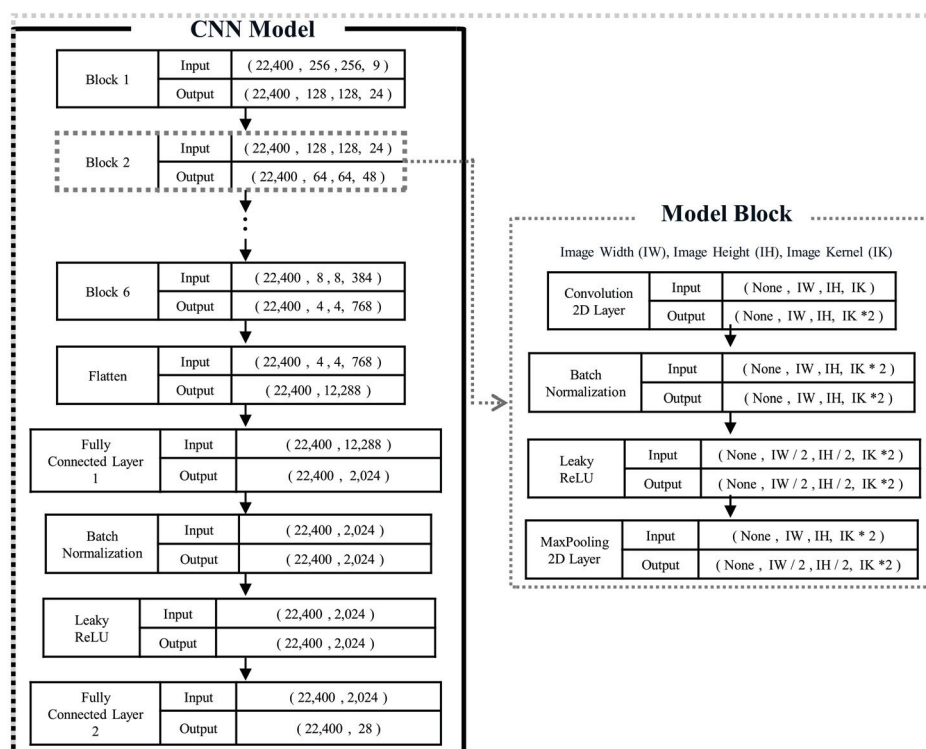 CNN Model
Block 1
Input
( 22,400 , 256 , 256, 9 )
Output
( 22,400 , 128 , 128, 24 )
Block 2
Input
(22,400 , 128 , 128, 24 )
Output
( 22,400 , 64 , 64, 48 )
Block 6
Input
( 22,400 , 8 , 8, 384 )
Output
( 22,400 , 4 , 4, 768 )
Flatten
Input
( 22,400 , 4 , 4, 768 )
Output
( 22,400 , 12,288 )
Fully
Connected Layer
1
Input
( 22,400 , 12,288 )
Output
( 22,400 , 2,024 )
Batch
Normalization
Input
( 22,400 , 2,024 )
Output
( 22,400 , 2,024 )
Leaky
ReLU
Input
( 22,400 , 2,024 )
Output
( 22,400 , 2,024 )
Fully
Connected Layer
2
Input
( 22,400 , 2,024 )
Output
( 22,400 , 28 )
Model Block
Image Width (IW), Image Height (IH), Image Kernel (IK)
Convolution
2D Layer
Input
( None , IW , IH, IK )
Output
( None , IW , IH, IK *2 )
Batch
Normalization
Input
( None , IW , IH, IK * 2 )
Output
( None , IW , IH, IK *2 )
Leaky
ReLU
Input
( None , IW / 2 , IH / 2, IK *2 )
Output
( None , IW / 2 , IH / 2, IK *2 )
MaxPooling
2D Layer
Input
( None , IW , IH, IK * 2 )
Output
( None , IW / 2 , IH / 2, IK *2 )